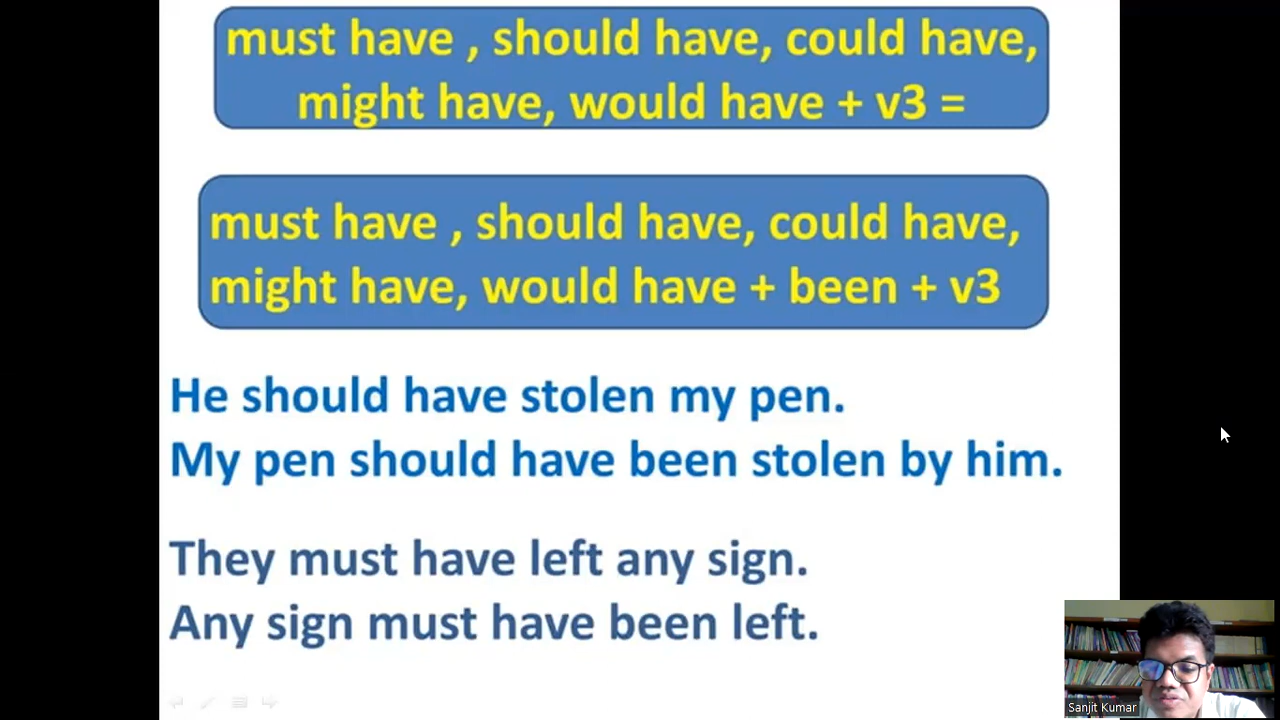 must have , should have, could have,
might have, would have + v3 =
must have , should have, could have,
might have, would have + been + v3
He should have stolen my pen.
My pen should have been stolen by him.
They must have left any sign.
Any sign must have been left.
Sanjit Kumar